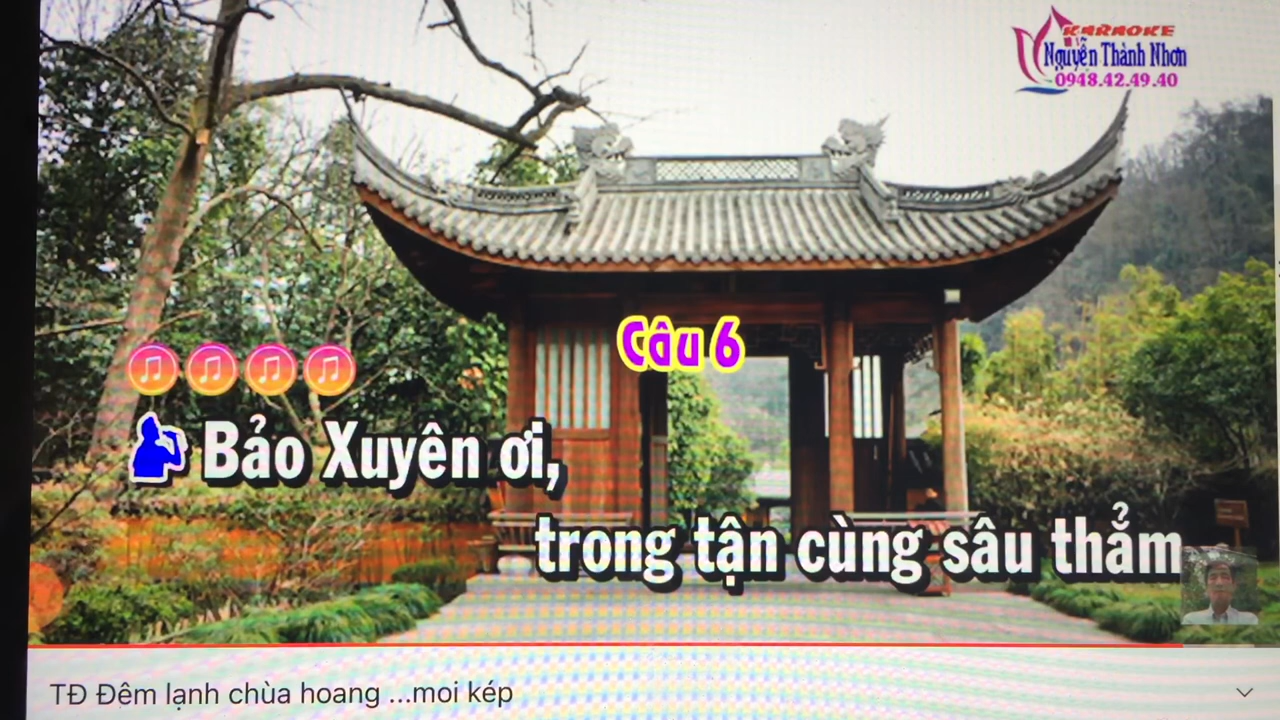 KARAOKE
Nguyễn Thành Nhơn
0948.42.49.40
Câu 6
Bảo Xuyên ơi,
trong tận cùng sâu thẳm
TĐ Đêm lạnh chùa hoang ...moi kép